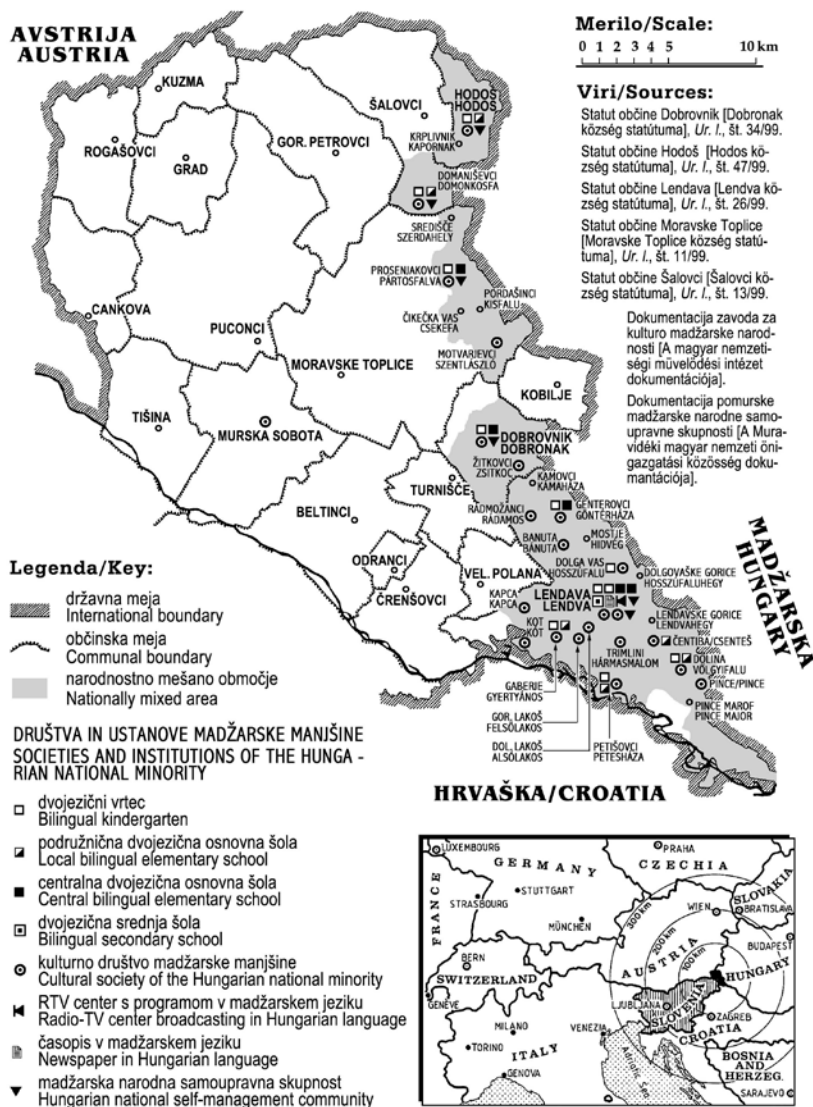 AVSTRIJA
AUSTRIA
Merilo/Scale:
0 1 2 3 4 5 10 km
Viri/Sources:
Statut občine Dobrovnik [Dobronak
község statútuma], Ur. l., št. 34/99.
Statut občine Hodoš [Hodos köz-
ség statútuma], Ur. l., št. 47/99.
Statut občine Lendava [Lendva köz-
ség statútuma], Ur. l., št. 26/99.
Statut občine Moravske Toplice
[Moravske Toplice község statú-
tuma], Ur. l., št. 11/99.
Statut občine Šalovci [Šalovci köz-
ség statútuma], Ur. l., št. 13/99.
Dokumentacija zavoda za
kulturo madžarske narod-
nosti [A magyar nemzeti-
ségi művelődési intézet
dokumentációja].
Dokumentacija pomurske
madžarske narodne samo-
upravne skupnosti [A Mura-
vidéki magyar nemzeti öni-
gazgatási közösség doku-
mantációja].
KUZMA
ROGAŠOVCI
GRAD
GOR. PETROVCI
ŠALOVCI
HODOŠ
HODOS
KRPLIVNIK
KAPORNAK
DOMANJŠEVCI
DOMONKOSFA
SREDIŠČE
SZERDAHELY
PROSENJAKOVCI
PÁRTOSFALVA
PORDAŠINCI
KISFALU
ČIKEČKA VAS
CSEKEFA
MOTVARJEVCI
SZENTLÁSZLÓ
CANKOVA
PUCONCI
MORAVSKE TOPLICE
KOBILJE
TIŠINA
MURSKA SOBOTA
DOBROVNIK
DOBRONAK
ŽITKOVCI
ZSITKOC
KAMOVCI
KÁMAHÁZA
TURNIŠČE
BELTINCI
RADMOŽANCI
RADAMOS
GENTEROVCI
GÖNTÉRHÁZA
BANUTA
BÁNUTA
MOSTJE
HIDVÉG
ODRANCI
VEL. POLANA
DOLGA VAS
HOSSZÚFALU
DOLGOVAŠKE GORICE
HOSSZÚFALUHEGY
ČRENŠOVCI
KAPCA
KAPCA
LENDAVA
LENDVA
LENDAVSKE GORICE
LENDVAHEGY
KOT
KÓT
ČENTIBA/CSENTEŠ
TRIMLINI
HÁRMASMALOM
DOLINA
VÖLGYIFALU
GABERJE
GYERTYÁNOS
PINCE/PINCE
GOR. LAKOŠ
FELSŐLAKOS
PINCE MAROF
PINCE MAJOR
DOL. LAKOŠ
ALSÓLAKOS
PETIŠOVCI
PETESHÁZA
MADŽARSKA
HUNGARY
HRVAŠKA/CROATIA
Legenda/Key:
državna meja
International boundary
občinska meja
Communal boundary
narodnostno mešano območje
Nationally mixed area
DRUŠTVA IN USTANOVE MADŽARSKE MANJŠINE
SOCIETIES AND INSTITUTIONS OF THE HUNGA -
RIAN NATIONAL MINORITY
dvojezični vrtec
Bilingual kindergarten
podružnična dvojezična osnovna šola
Local bilingual elementary school
centralna dvojezična osnovna šola
Central bilingual elementary school
dvojezična srednja šola
Bilingual secondary school
kulturno društvo madžarske manjšine
Cultural society of the Hungarian national minority
RTV center s programom v madžarskem jeziku
Radio-TV center broadcasting in Hungarian language
časopis v madžarskem jeziku
Newspaper in Hungarian language
madžarska narodna samoupravna skupnost
Hungarian national self-management community
LUXEMBOURG
PRAHA
GERMANY
CZECHIA
FRANCE
STUTTGART
STRASBOURG
SLOVAKIA
MÜNCHEN
WIEN
BRATISLAVA
300 km
200 km
100 km
BUDAPEST
AUSTRIA
BERN
SWITZERLAND
HUNGARY
GENÈVE
LJUBLJANA
SLOVENIA
ZAGREB
CROATIA
MILANO
VENEZIA
TORINO
ITALY
GENOVA
Adriatic Sea
BOSNIA
AND
HERZEG.
SARAJEVO